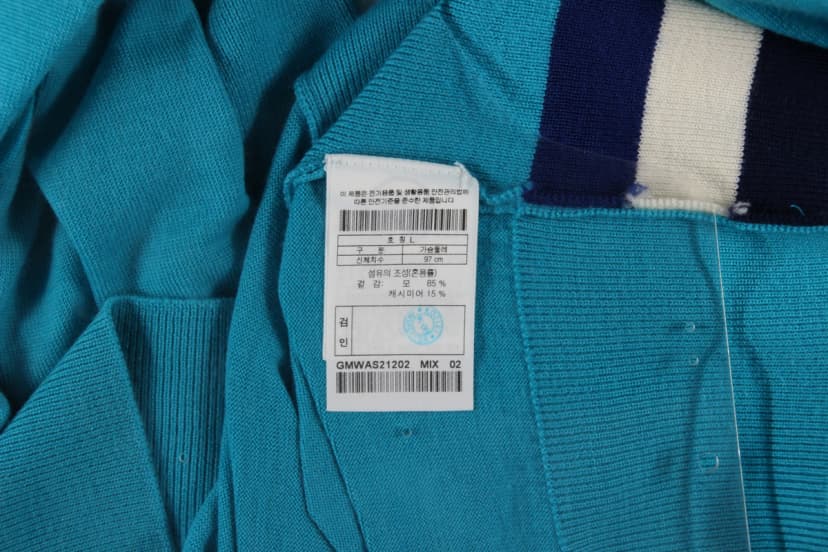 이 제품은 전기용품 및 생활용품 안전관리법에
따른 안전기준을 준수한 제품입니다
호 칭 L
구 분 가슴둘레
신체치수 97 cm
섬유의 조성(혼용률)
겉 감: 모 85 %
캐시미어 15 %
검
인
GMWAS21202 MIX 02